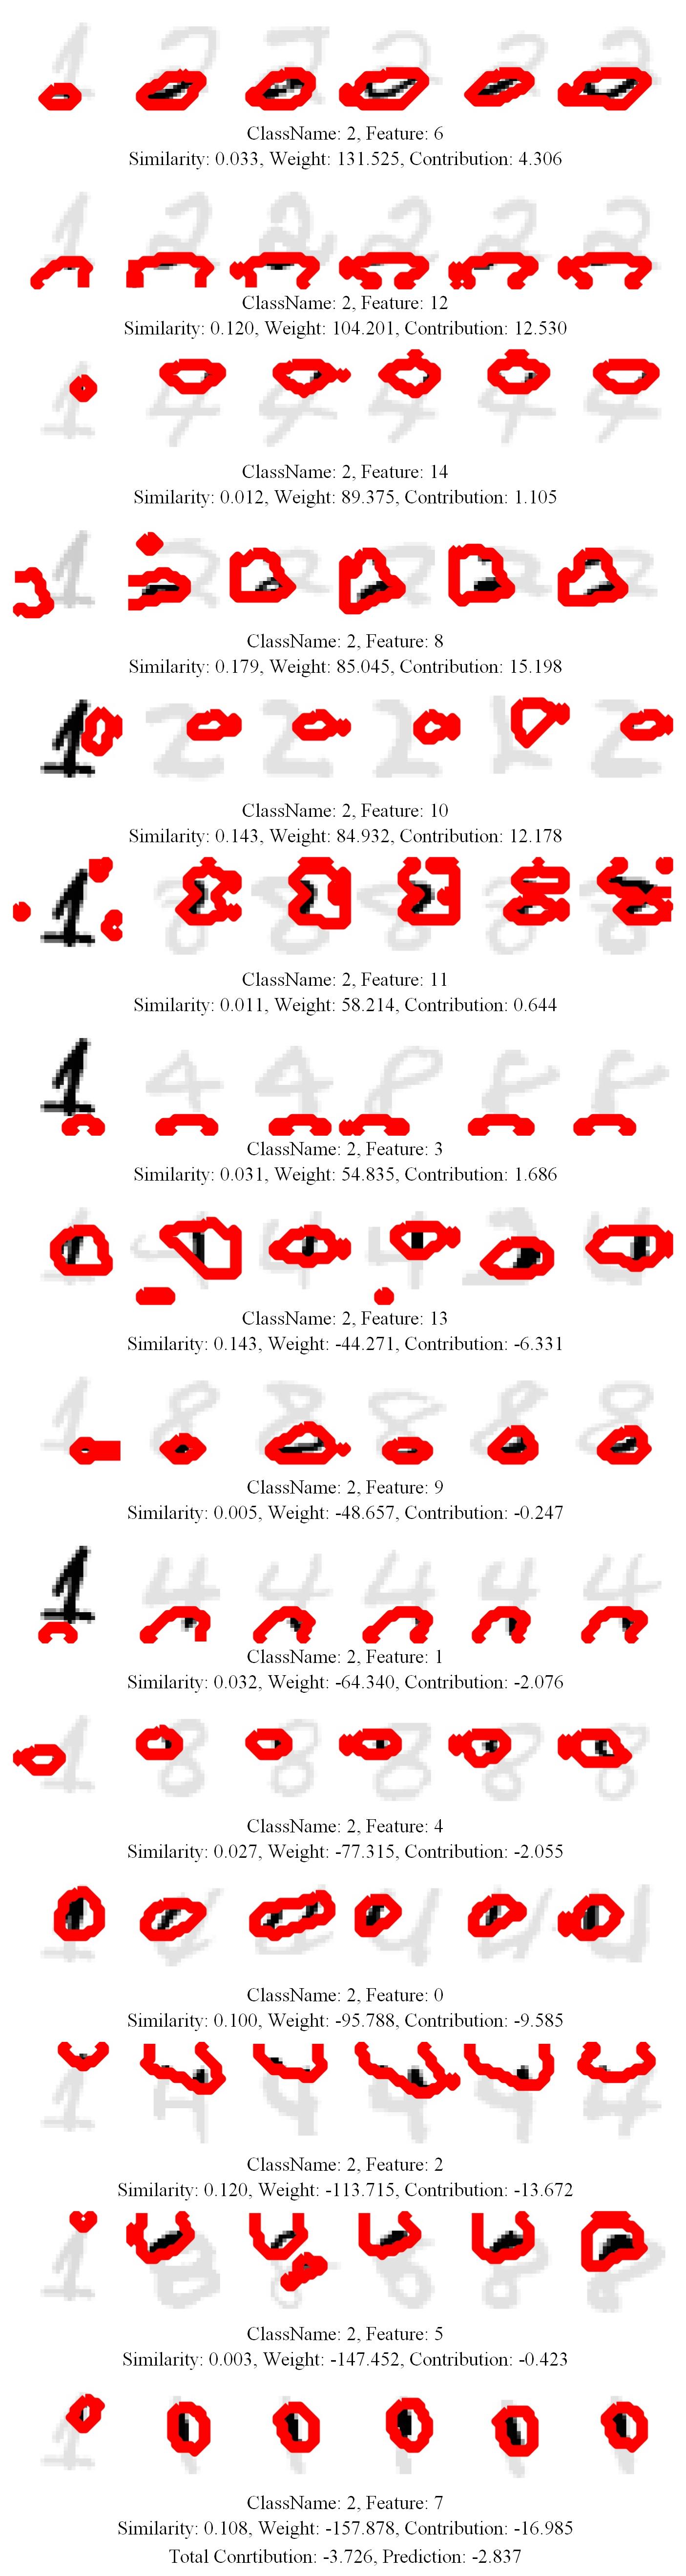 ClassName: 2, Feature: 6
Similarity: 0.033, Weight: 131.525, Contribution: 4.306
ClassName: 2, Feature: 12
Similarity: 0.120, Weight: 104.201, Contribution: 12.530
ClassName: 2, Feature: 14
Similarity: 0.012, Weight: 89.375, Contribution: 1.105
ClassName: 2, Feature: 8
Similarity: 0.179, Weight: 85.045, Contribution: 15.198
ClassName: 2, Feature: 10
Similarity: 0.143, Weight: 84.932, Contribution: 12.178
ClassName: 2, Feature: 11
Similarity: 0.011, Weight: 58.214, Contribution: 0.644
ClassName: 2, Feature: 3
Similarity: 0.031, Weight: 54.835, Contribution: 1.686
ClassName: 2, Feature: 13
Similarity: 0.143, Weight: -44.271, Contribution: -6.331
ClassName: 2, Feature: 9
Similarity: 0.005, Weight: -48.657, Contribution: -0.247
ClassName: 2, Feature: 1
Similarity: 0.032, Weight: -64.340, Contribution: -2.076
ClassName: 2, Feature: 4
Similarity: 0.027, Weight: -77.315, Contribution: -2.055
ClassName: 2, Feature: 0
Similarity: 0.100, Weight: -95.788, Contribution: -9.585
ClassName: 2, Feature: 2
Similarity: 0.120, Weight: -113.715, Contribution: -13.672
ClassName: 2, Feature: 5
Similarity: 0.003, Weight: -147.452, Contribution: -0.423
ClassName: 2, Feature: 7
Similarity: 0.108, Weight: -157.878, Contribution: -16.985
Total Conrtibution: -3.726, Prediction: -2.837